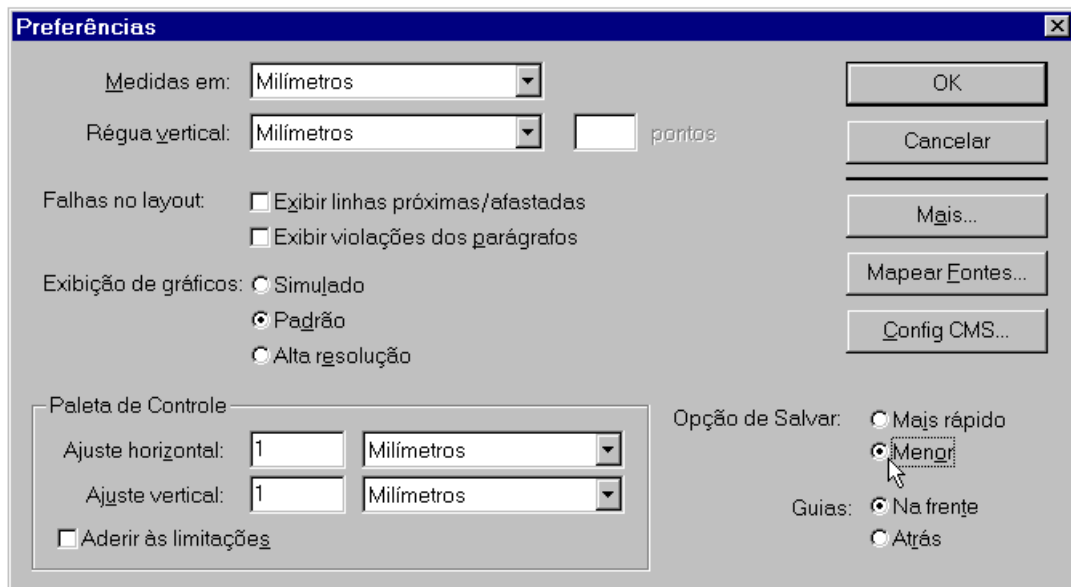 Preferências
Medidas em: Milímetros
OK
Régua vertical: Milímetros pontos
Cancelar
Falhas no layout: Exibir linhas próximas/afastadas
Mais...
Exibir violações dos parágrafos
Mapear Fontes...
Exibição de gráficos: Simulado
Padrão
Config CMS...
Alta resolução
Paleta de Controle
Opção de Salvar: Mais rápido
Ajuste horizontal: 1 Milímetros
Menor
Ajuste vertical: 1 Milímetros
Guias: Na frente
Aderir às limitações
Atrás